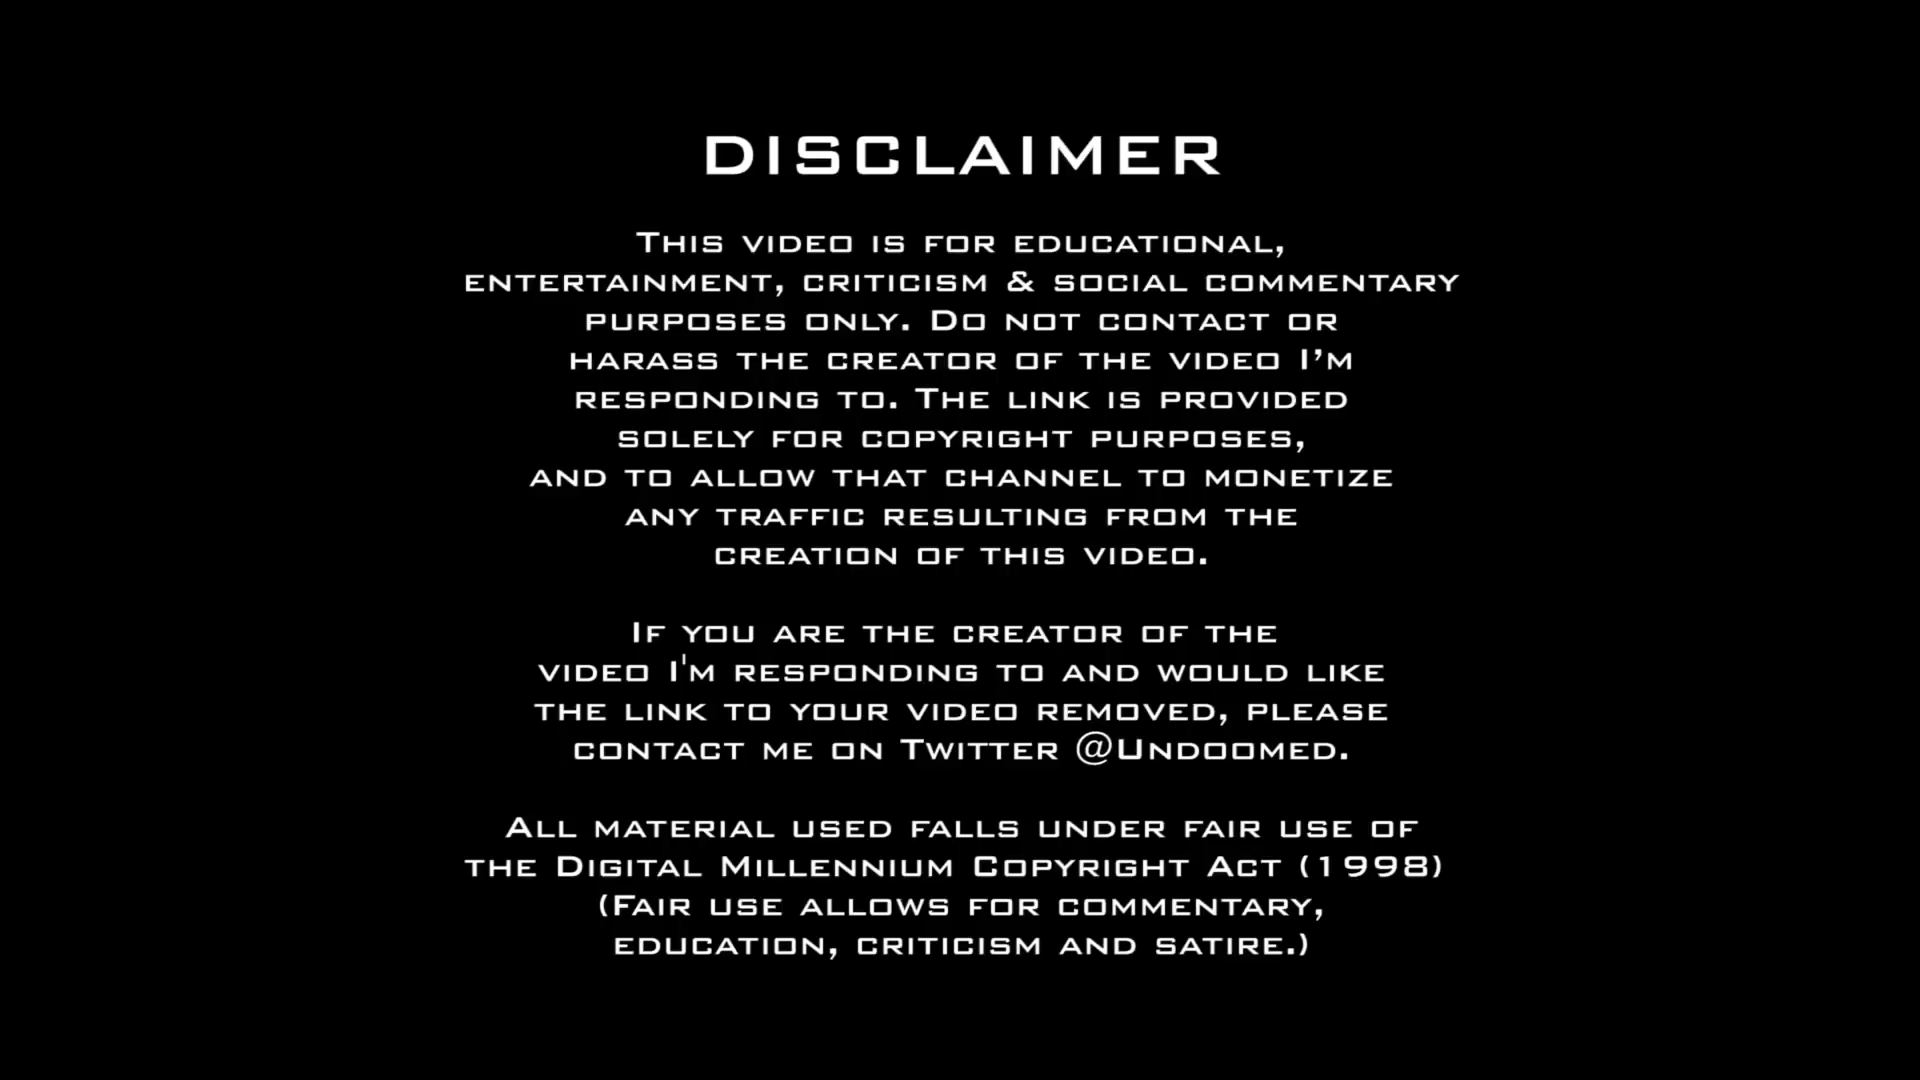 DISCLAIMER
This video is for educational,
entertainment, criticism & social commentary
purposes only. Do not contact or
harass the creator of the video I’m
responding to. The link is provided
solely for copyright purposes,
and to allow that channel to monetize
any traffic resulting from the
creation of this video.
If you are the creator of the
video I'm responding to and would like
the link to your video removed, please
contact me on Twitter @Undoomed.
All material used falls under fair use of
the Digital Millennium Copyright Act (1998)
(Fair use allows for commentary,
education, criticism and satire.)